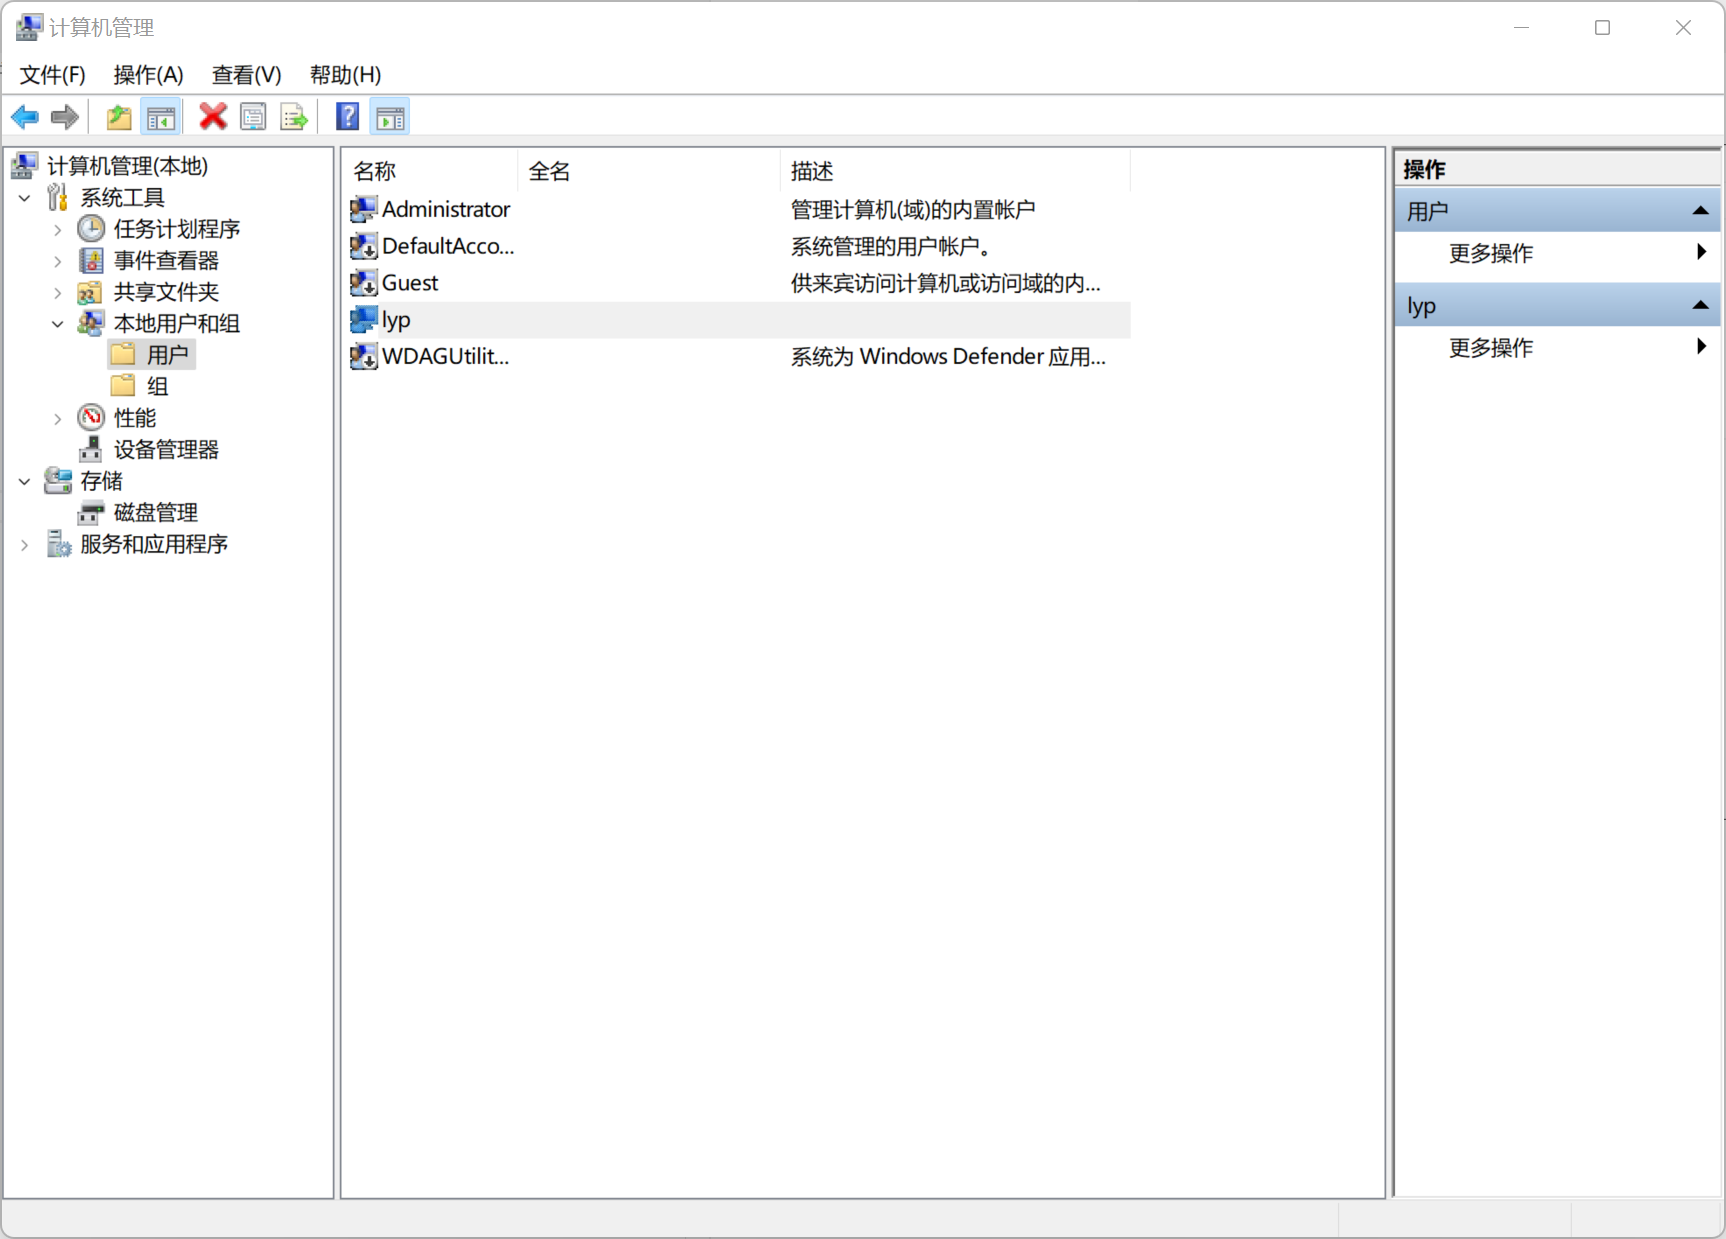 计算机管理
文件(F) 操作(A) 查看(V) 帮助(H)
计算机管理(本地)
系统工具
任务计划程序
事件查看器
共享文件夹
本地用户和组
用户
组
性能
设备管理器
存储
磁盘管理
服务和应用程序
名称 全名 描述
Administrator 管理计算机(域)的内置帐户
DefaultAcco... 系统管理的用户帐户。
Guest 供来宾访问计算机或访问域的内...
lyp
WDAGUtilit... 系统为 Windows Defender 应用...
操作
用户
更多操作
lyp
更多操作